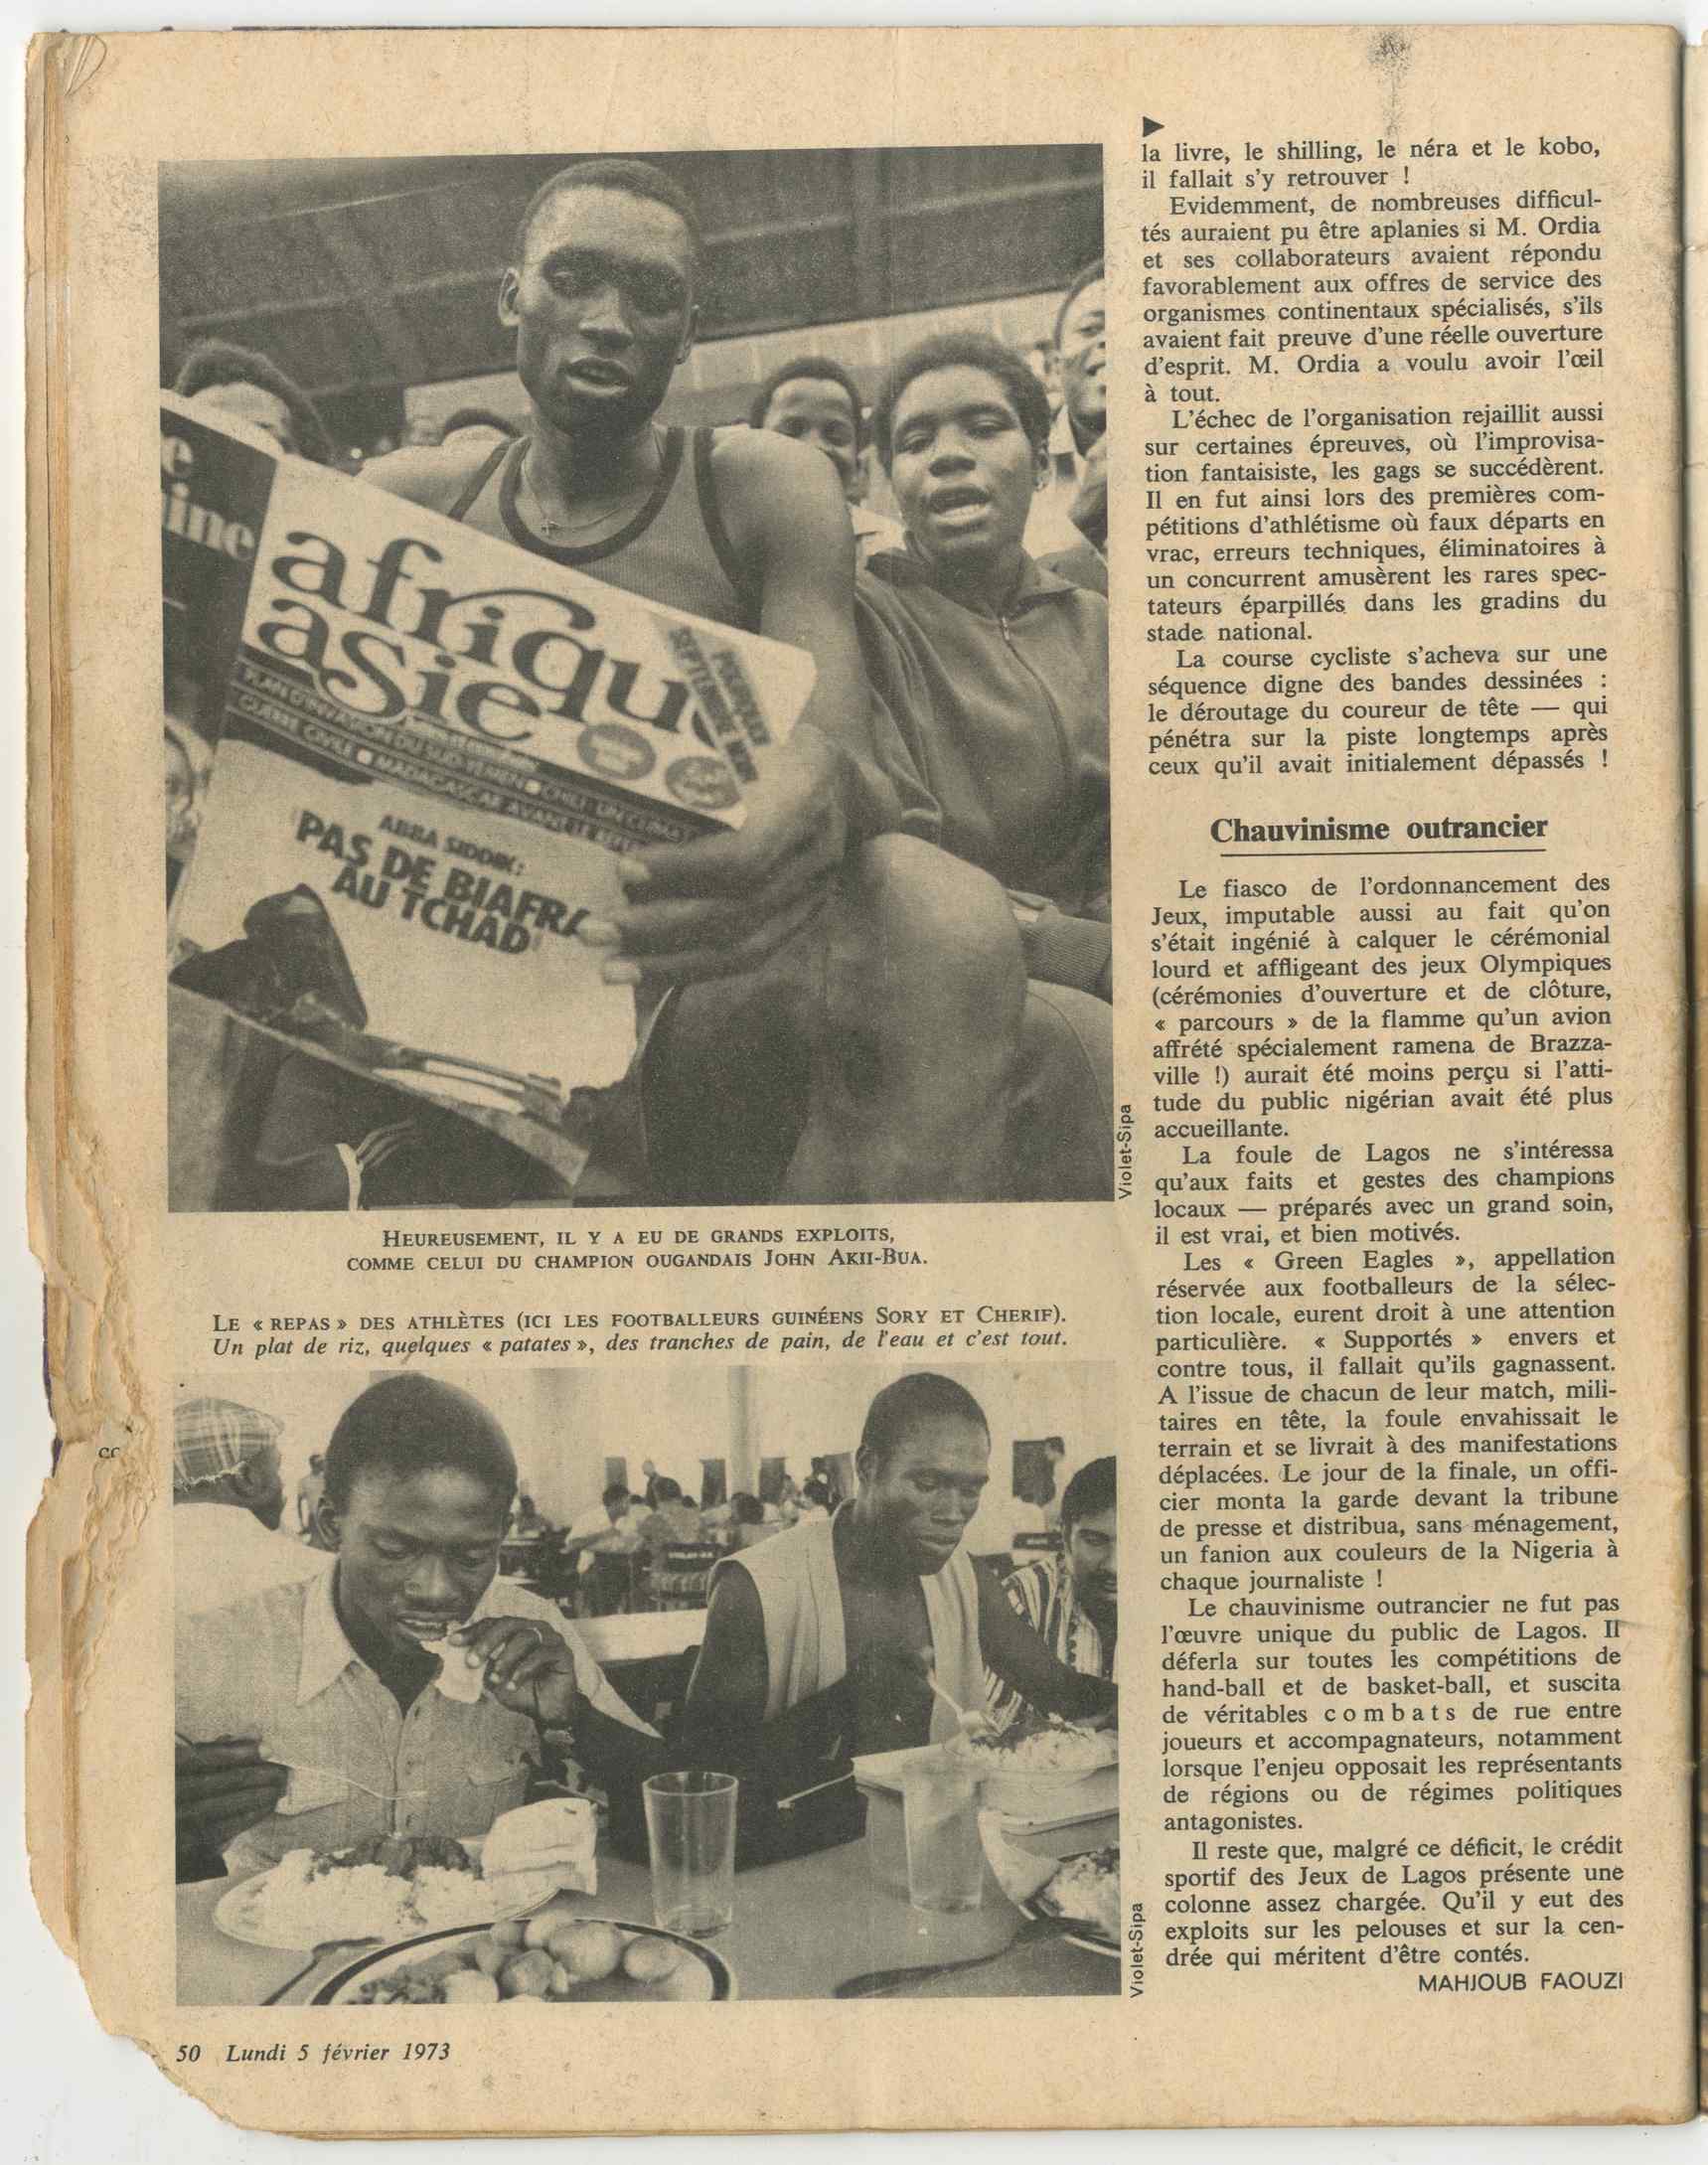 e
ine
afrique
asie
SEPTEMBRE NOIR
PLAN D'INVASION DU SUD-YEMEN ● CHILI : UN CLIMAT
GUERRE CIVILE ● MADAGASCAR AVANT LE
ABBA SIDDIK :
PAS DE BIAFRA
AU TCHAD
Violet-Sipa
HEUREUSEMENT, IL Y A EU DE GRANDS EXPLOITS,
COMME CELUI DU CHAMPION OUGANDAIS JOHN AKII-BUA.
LE « REPAS » DES ATHLÈTES (ICI LES FOOTBALLEURS GUINÉENS SORY ET CHERIF).
Un plat de riz, quelques « patates », des tranches de pain, de l'eau et c'est tout.
Violet-Sipa
cc
▶
la livre, le shilling, le néra et le kobo,
il fallait s'y retrouver !
Evidemment, de nombreuses difficul-
tés auraient pu être aplanies si M. Ordia
et ses collaborateurs avaient répondu
favorablement aux offres de service des
organismes continentaux spécialisés, s'ils
avaient fait preuve d'une réelle ouverture
d'esprit. M. Ordia a voulu avoir l'œil
à tout.
L'échec de l'organisation rejaillit aussi
sur certaines épreuves, où l'improvisa-
tion fantaisiste, les gags se succédèrent.
Il en fut ainsi lors des premières com-
pétitions d'athlétisme où faux départs en
vrac, erreurs techniques, éliminatoires à
un concurrent amusèrent les rares spec-
tateurs éparpillés dans les gradins du
stade national.
La course cycliste s'acheva sur une
séquence digne des bandes dessinées :
le déroutage du coureur de tête — qui
pénétra sur la piste longtemps après
ceux qu'il avait initialement dépassés !
Chauvinisme outrancier
Le fiasco de l'ordonnancement des
Jeux, imputable aussi au fait qu'on
s'était ingénié à calquer le cérémonial
lourd et affligeant des jeux Olympiques
(cérémonies d'ouverture et de clôture,
« parcours » de la flamme qu'un avion
affrété spécialement ramena de Brazza-
ville !) aurait été moins perçu si l'atti-
tude du public nigérian avait été plus
accueillante.
La foule de Lagos ne s'intéressa
qu'aux faits et gestes des champions
locaux — préparés avec un grand soin,
il est vrai, et bien motivés.
Les « Green Eagles », appellation
réservée aux footballeurs de la sélec-
tion locale, eurent droit à une attention
particulière. « Supportés » envers et
contre tous, il fallait qu'ils gagnassent.
A l'issue de chacun de leur match, mili-
taires en tête, la foule envahissait le
terrain et se livrait à des manifestations
déplacées. Le jour de la finale, un offi-
cier monta la garde devant la tribune
de presse et distribua, sans ménagement,
un fanion aux couleurs de la Nigeria à
chaque journaliste !
Le chauvinisme outrancier ne fut pas
l'œuvre unique du public de Lagos. Il
déferla sur toutes les compétitions de
hand-ball et de basket-ball, et suscita
de véritables combats de rue entre
joueurs et accompagnateurs, notamment
lorsque l'enjeu opposait les représentants
de régions ou de régimes politiques
antagonistes.
Il reste que, malgré ce déficit, le crédit
sportif des Jeux de Lagos présente une
colonne assez chargée. Qu'il y eut des
exploits sur les pelouses et sur la cen-
drée qui méritent d'être contés.
MAHJOUB FAOUZI
50 Lundi 5 février 1973